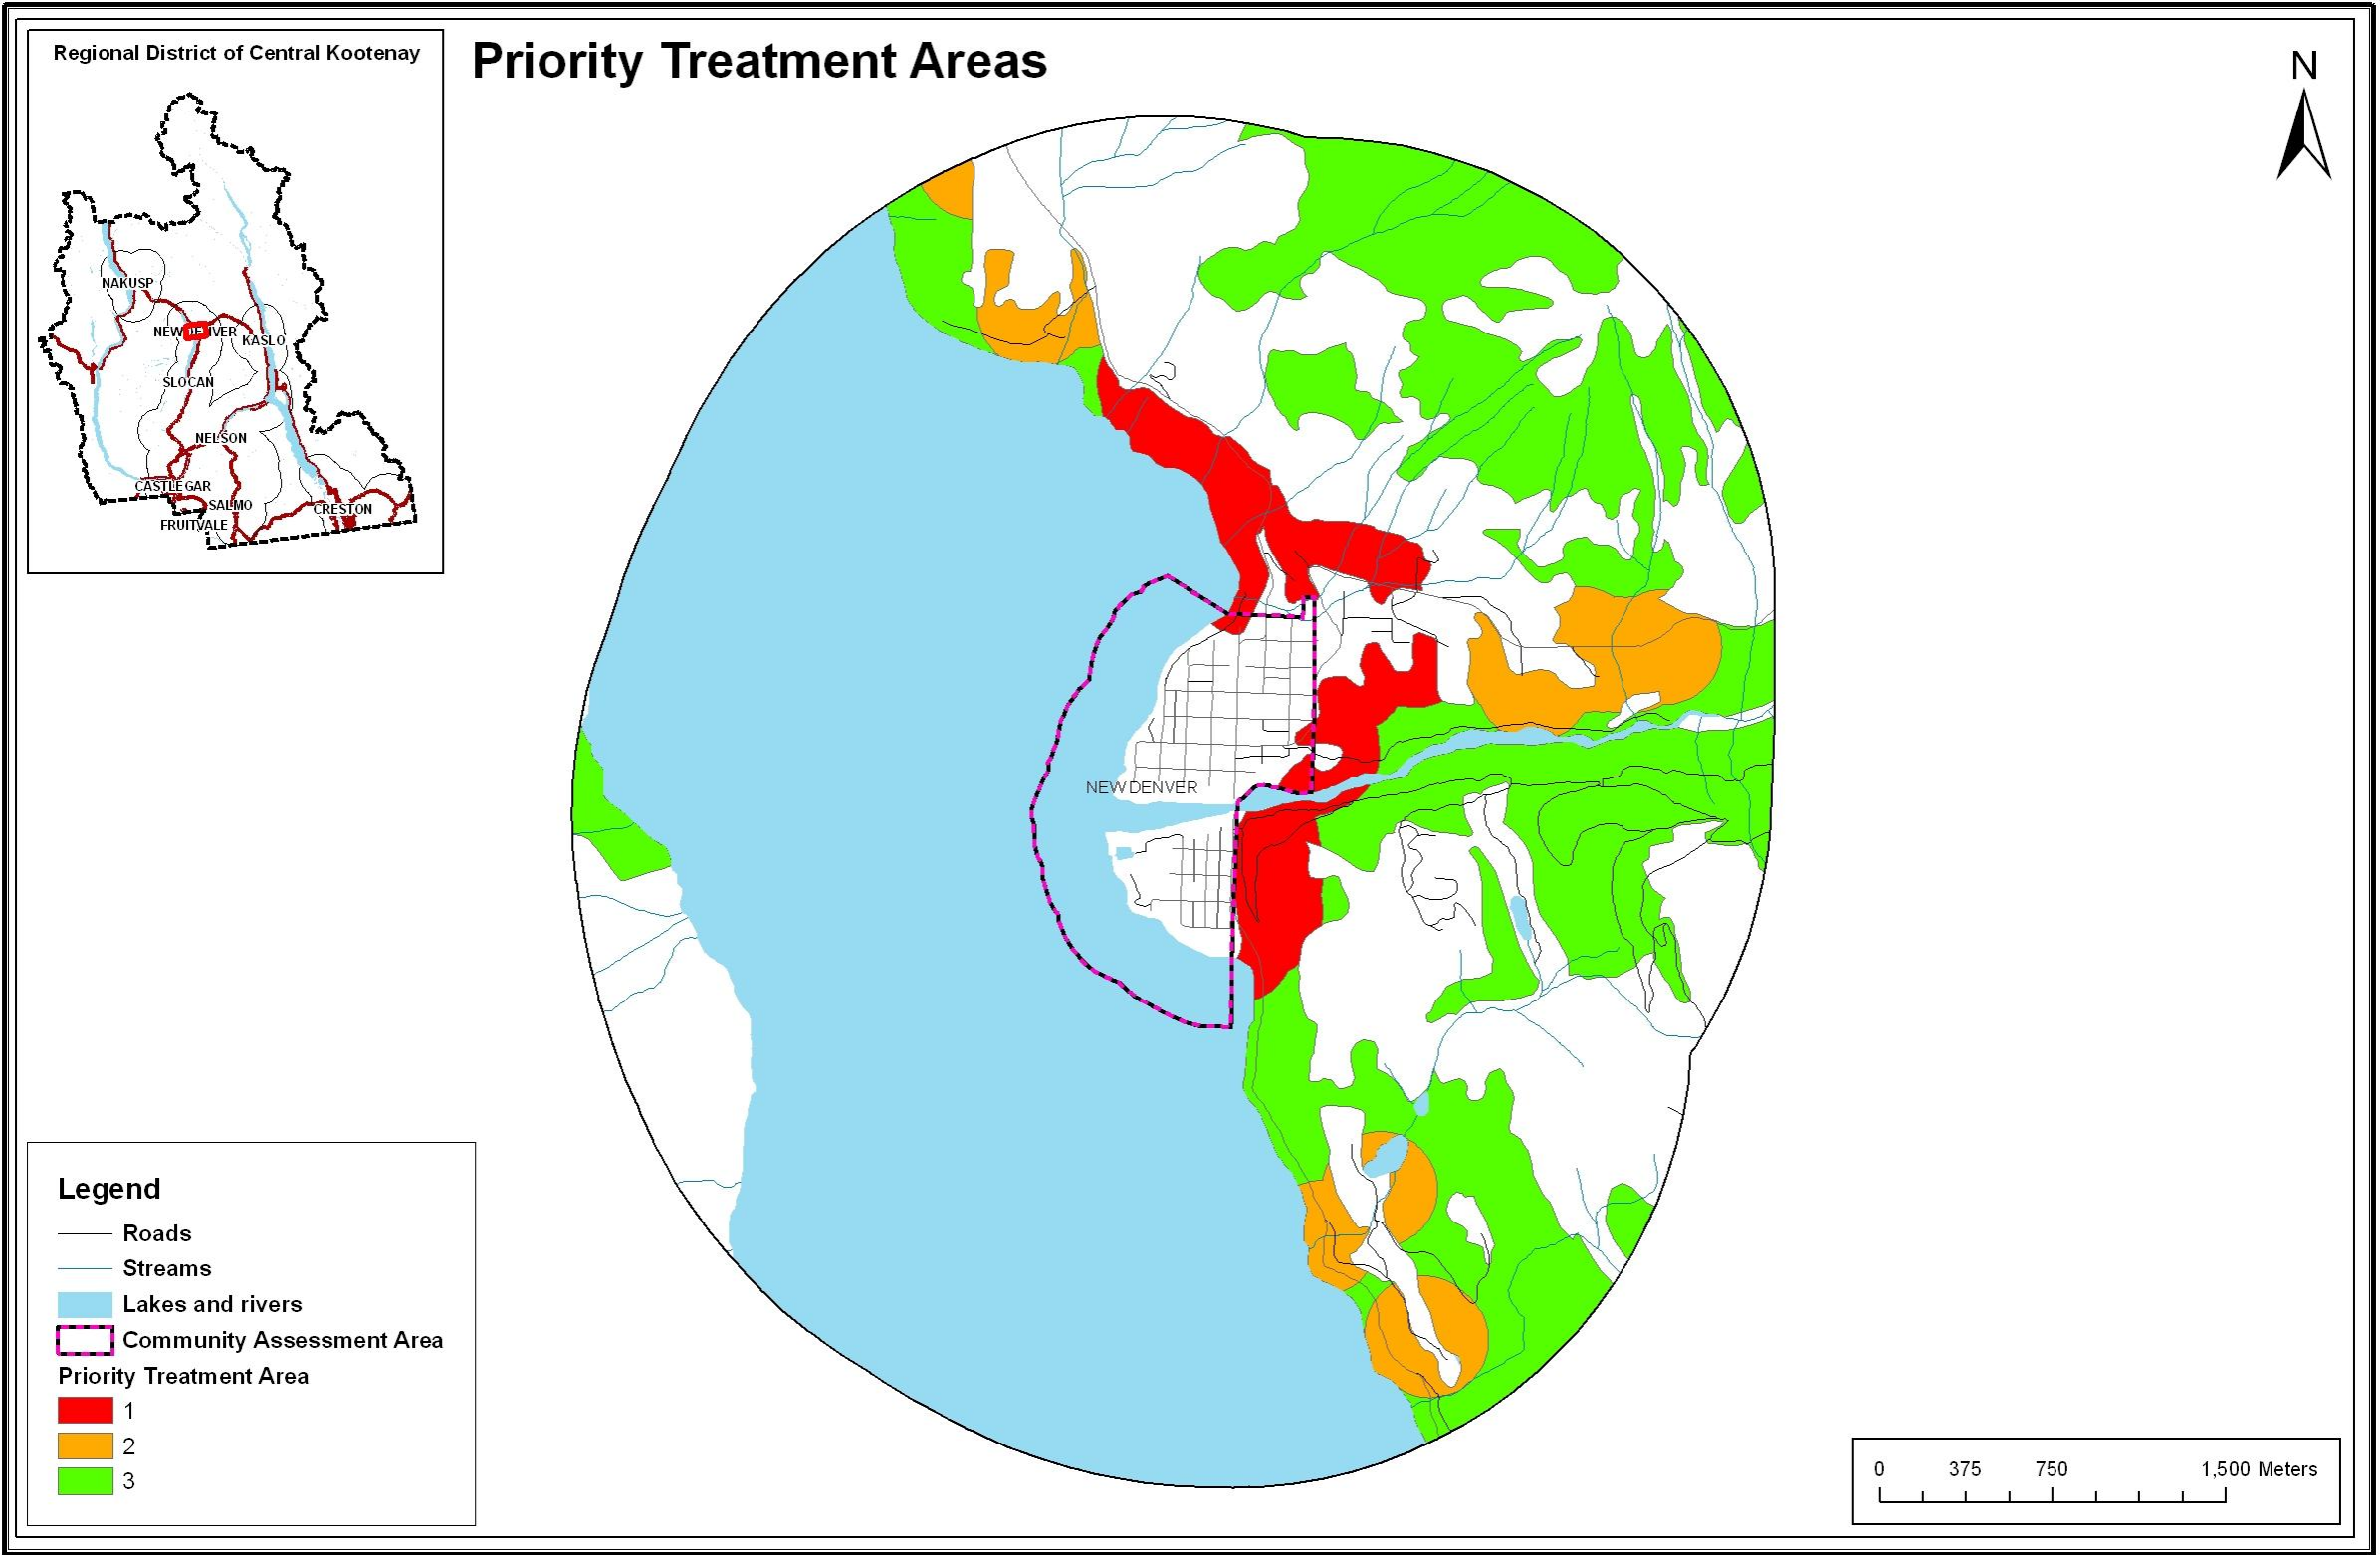 Regional District of Central Kootenay
Priority Treatment Areas
N
NAKUSP
NEW DENVER
KASLO
SLOCAN
NELSON
CASTLEGAR
SALMO
CRESTON
FRUITVALE
NEW DENVER
Legend
Roads
Streams
Lakes and rivers
Community Assessment Area
Priority Treatment Area
1
2
3
0 375 750 1,500 Meters